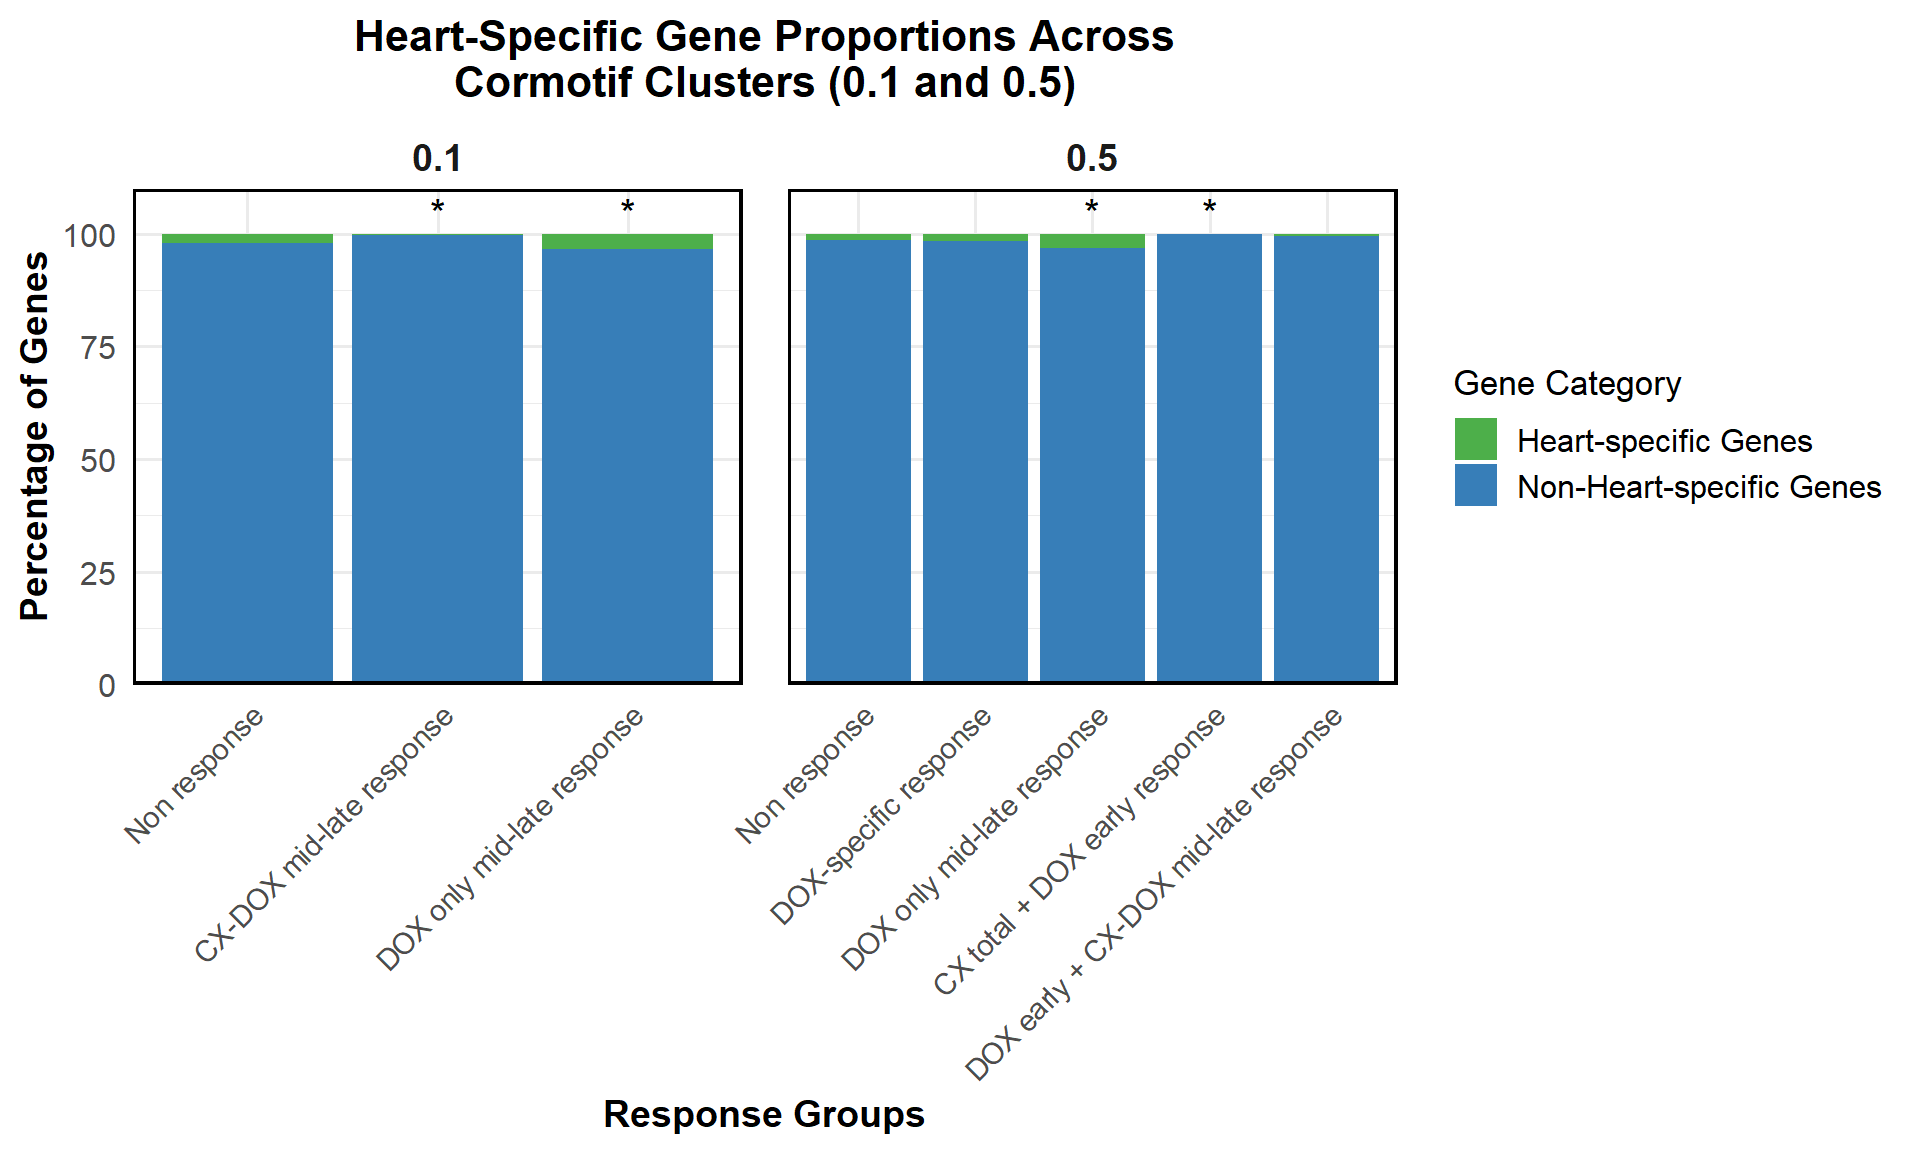 Heart-Specific Gene Proportions Across
Cormotif Clusters (0.1 and 0.5)
0.1
0.5
*
*
*
*
Percentage of Genes
100
75
50
25
0
Non response
CX-DOX mid-late response
DOX only mid-late response
Non response
DOX-specific response
DOX only mid-late response
CX total + DOX early response
DOX early + CX-DOX mid-late response
Response Groups
Gene Category
Heart-specific Genes
Non-Heart-specific Genes